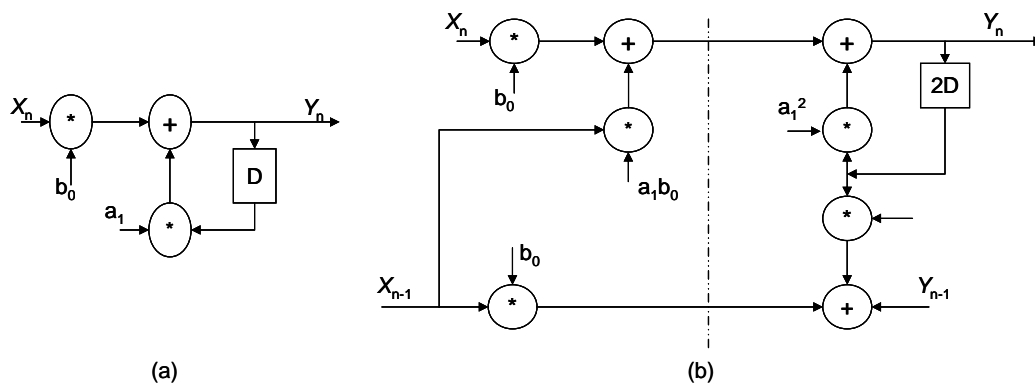 Xₙ
*
b₀
+
Yₙ
D
a₁
*
(a)
Xₙ
*
b₀
+
*
a₁b₀
Xₙ₋₁
b₀
*
+
Yₙ
2D
a₁²
*
*
+
Yₙ₋₁
(b)